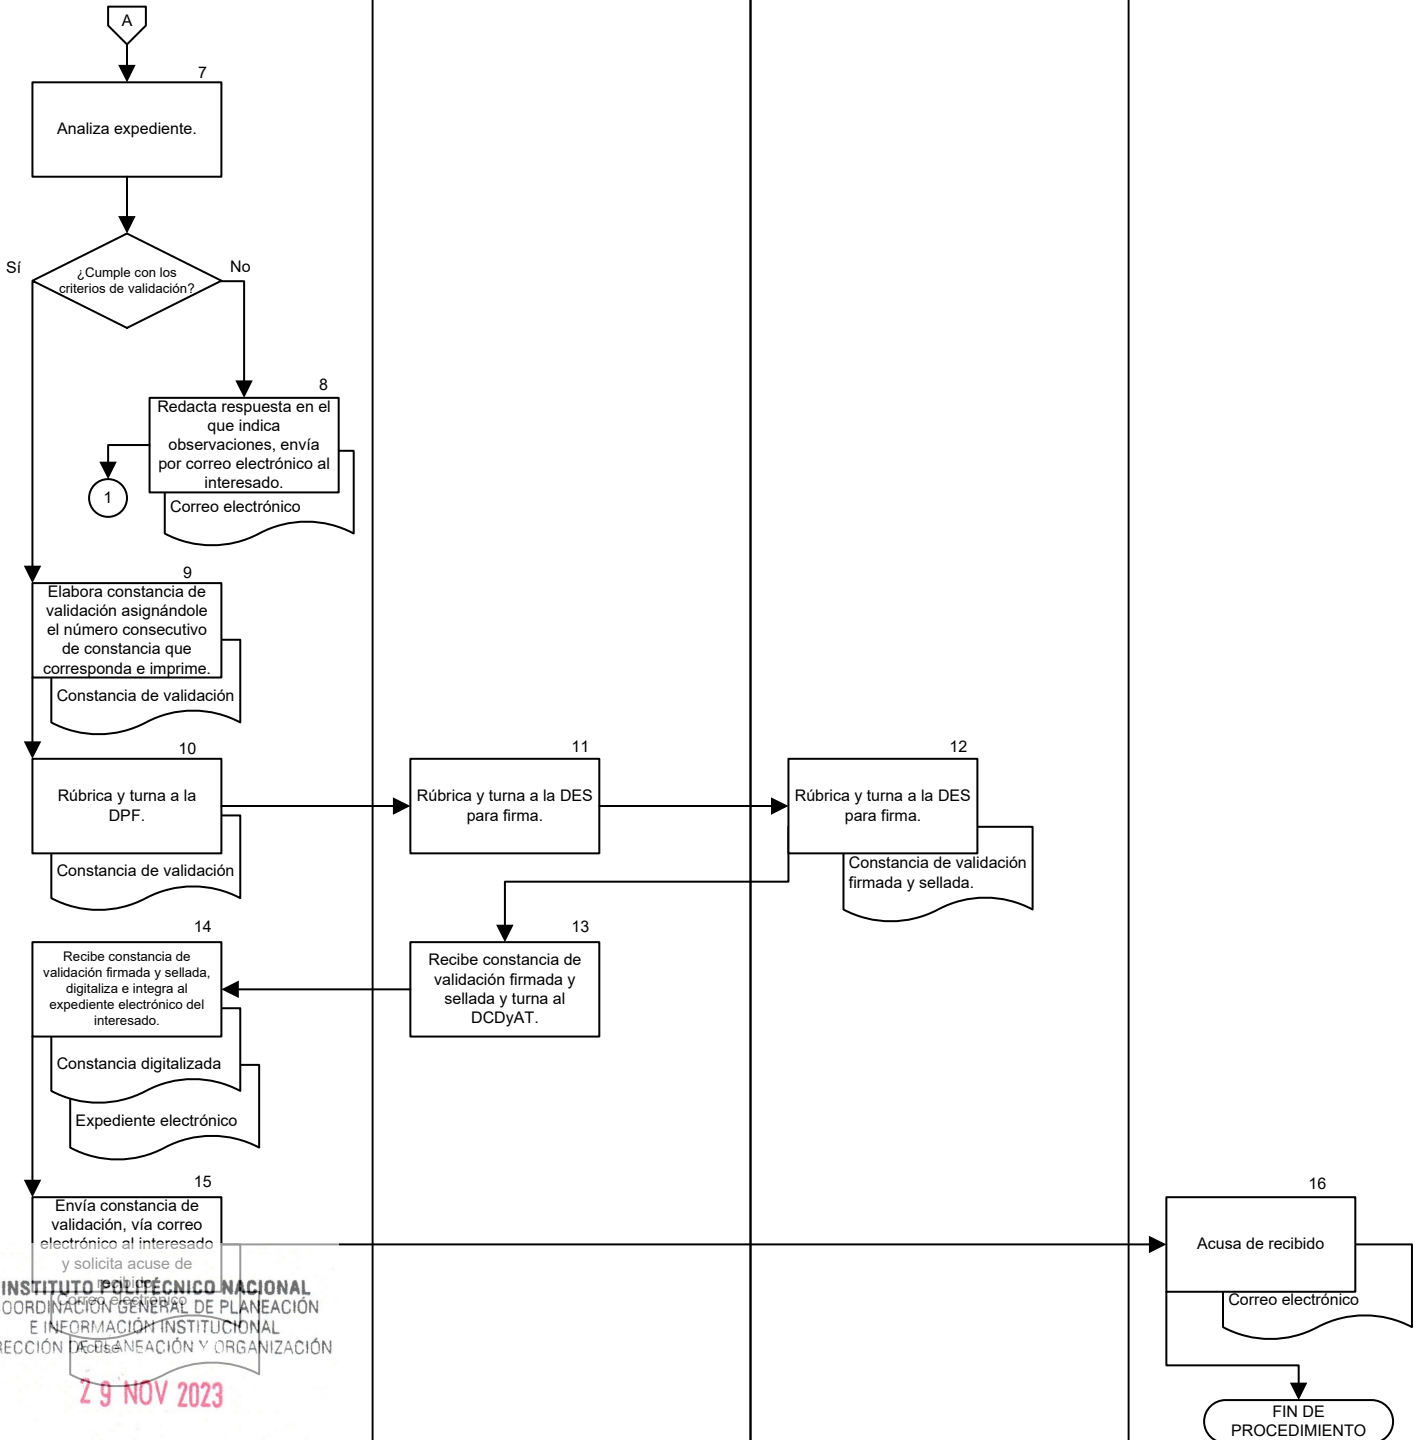 A
7
Analiza expediente.
¿Cumple con los
criterios de validación?
Sí
No
8
Redacta respuesta en el
que indica
observaciones, envía
por correo electrónico al
interesado.
Correo electrónico
1
9
Elabora constancia de
validación asignándole
el número consecutivo
de constancia que
corresponda e imprime.
Constancia de validación
10
Rúbrica y turna a la
DPF.
Constancia de validación
11
Rúbrica y turna a la DES
para firma.
12
Rúbrica y turna a la DES
para firma.
Constancia de validación
firmada y sellada.
13
Recibe constancia de
validación firmada y
sellada y turna al
DCDyAT.
14
Recibe constancia de
validación firmada y sellada,
digitaliza e integra al
expediente electrónico del
interesado.
Constancia digitalizada
Expediente electrónico
15
Envía constancia de
validación, vía correo
electrónico al interesado
y solicita acuse de
recibido.
Correo electrónico
Acuse
16
Acusa de recibido
Correo electrónico
FIN DE
PROCEDIMIENTO
INSTITUTO POLITÉCNICO NACIONAL
COORDINACIÓN GENERAL DE PLANEACIÓN
E INFORMACIÓN INSTITUCIONAL
RECCIÓN DE PLANEACIÓN Y ORGANIZACIÓN
29 NOV 2023